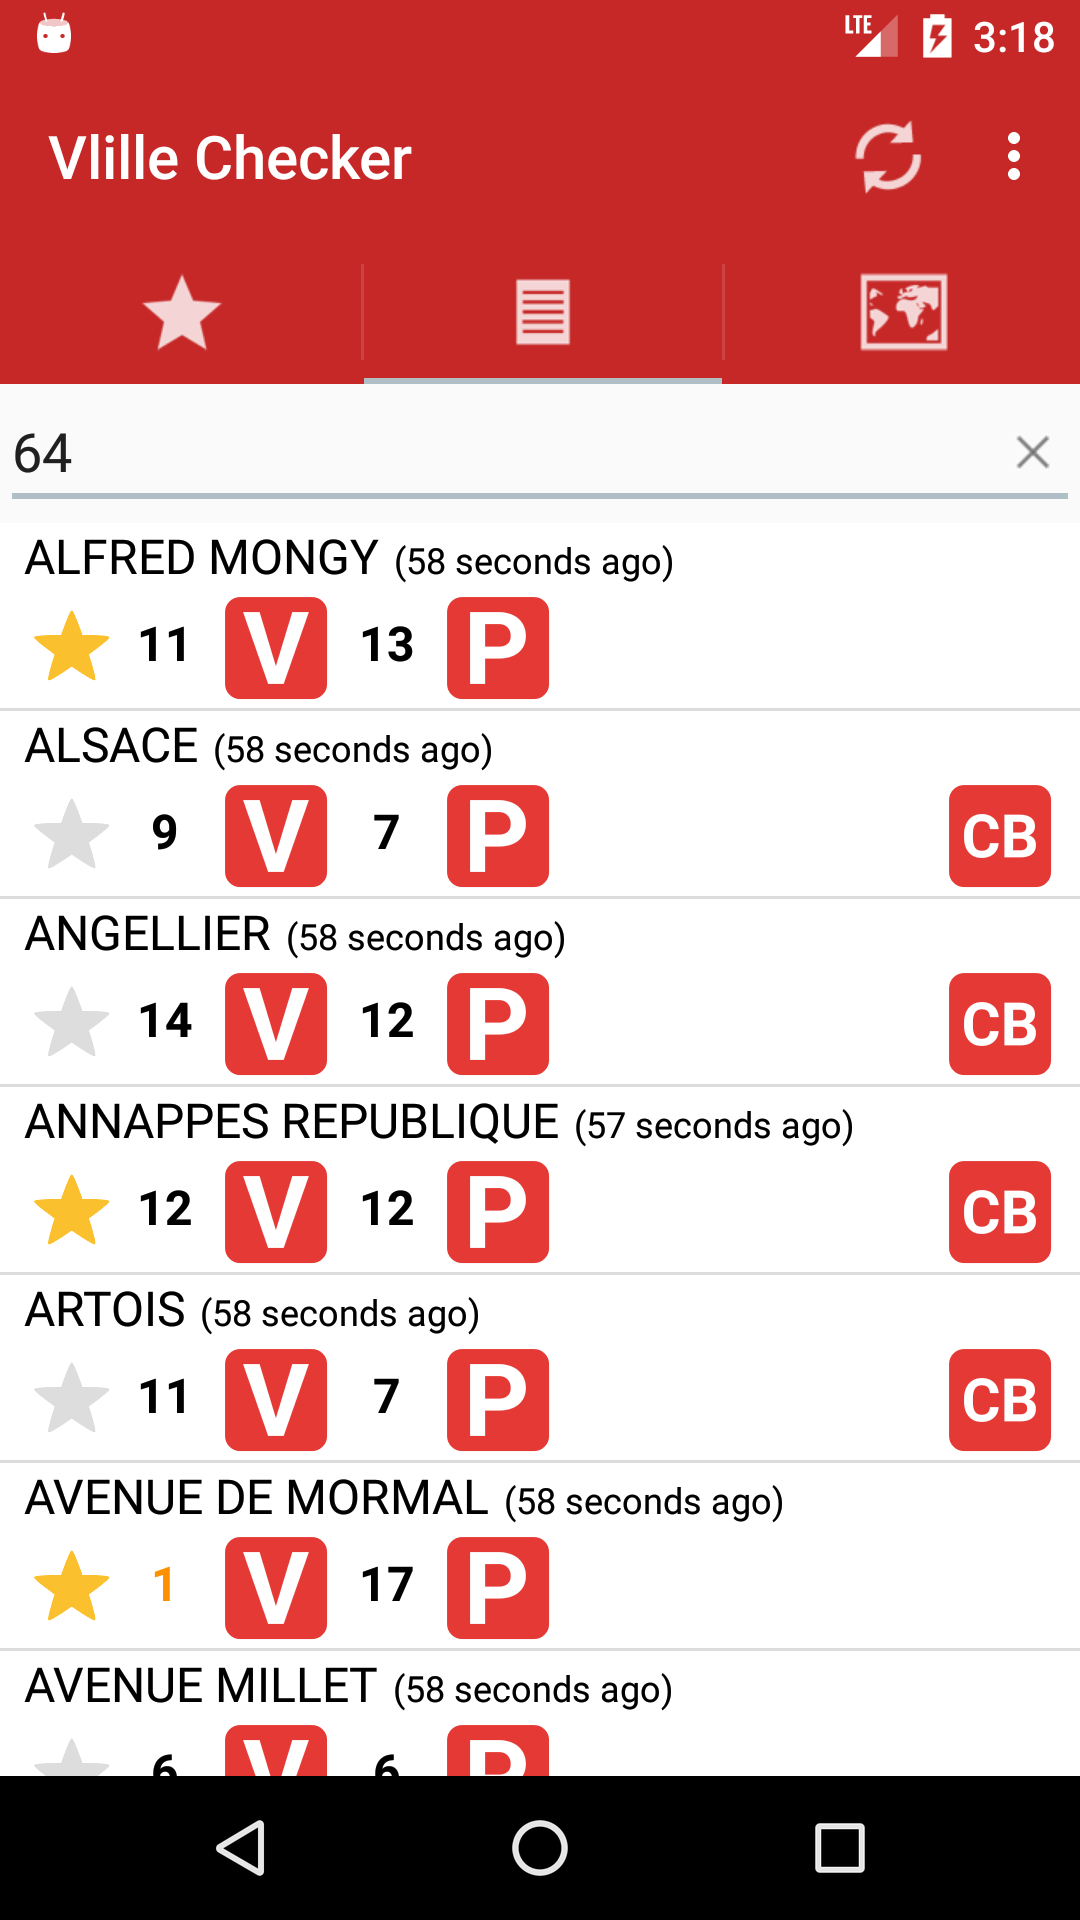 LTE 3:18
Vlille Checker
64
ALFRED MONGY (58 seconds ago)
11 V 13 P
ALSACE (58 seconds ago)
9 V 7 P CB
ANGELLIER (58 seconds ago)
14 V 12 P CB
ANNAPPES REPUBLIQUE (57 seconds ago)
12 V 12 P CB
ARTOIS (58 seconds ago)
11 V 7 P CB
AVENUE DE MORMAL (58 seconds ago)
1 V 17 P
AVENUE MILLET (58 seconds ago)
6 V 6 P